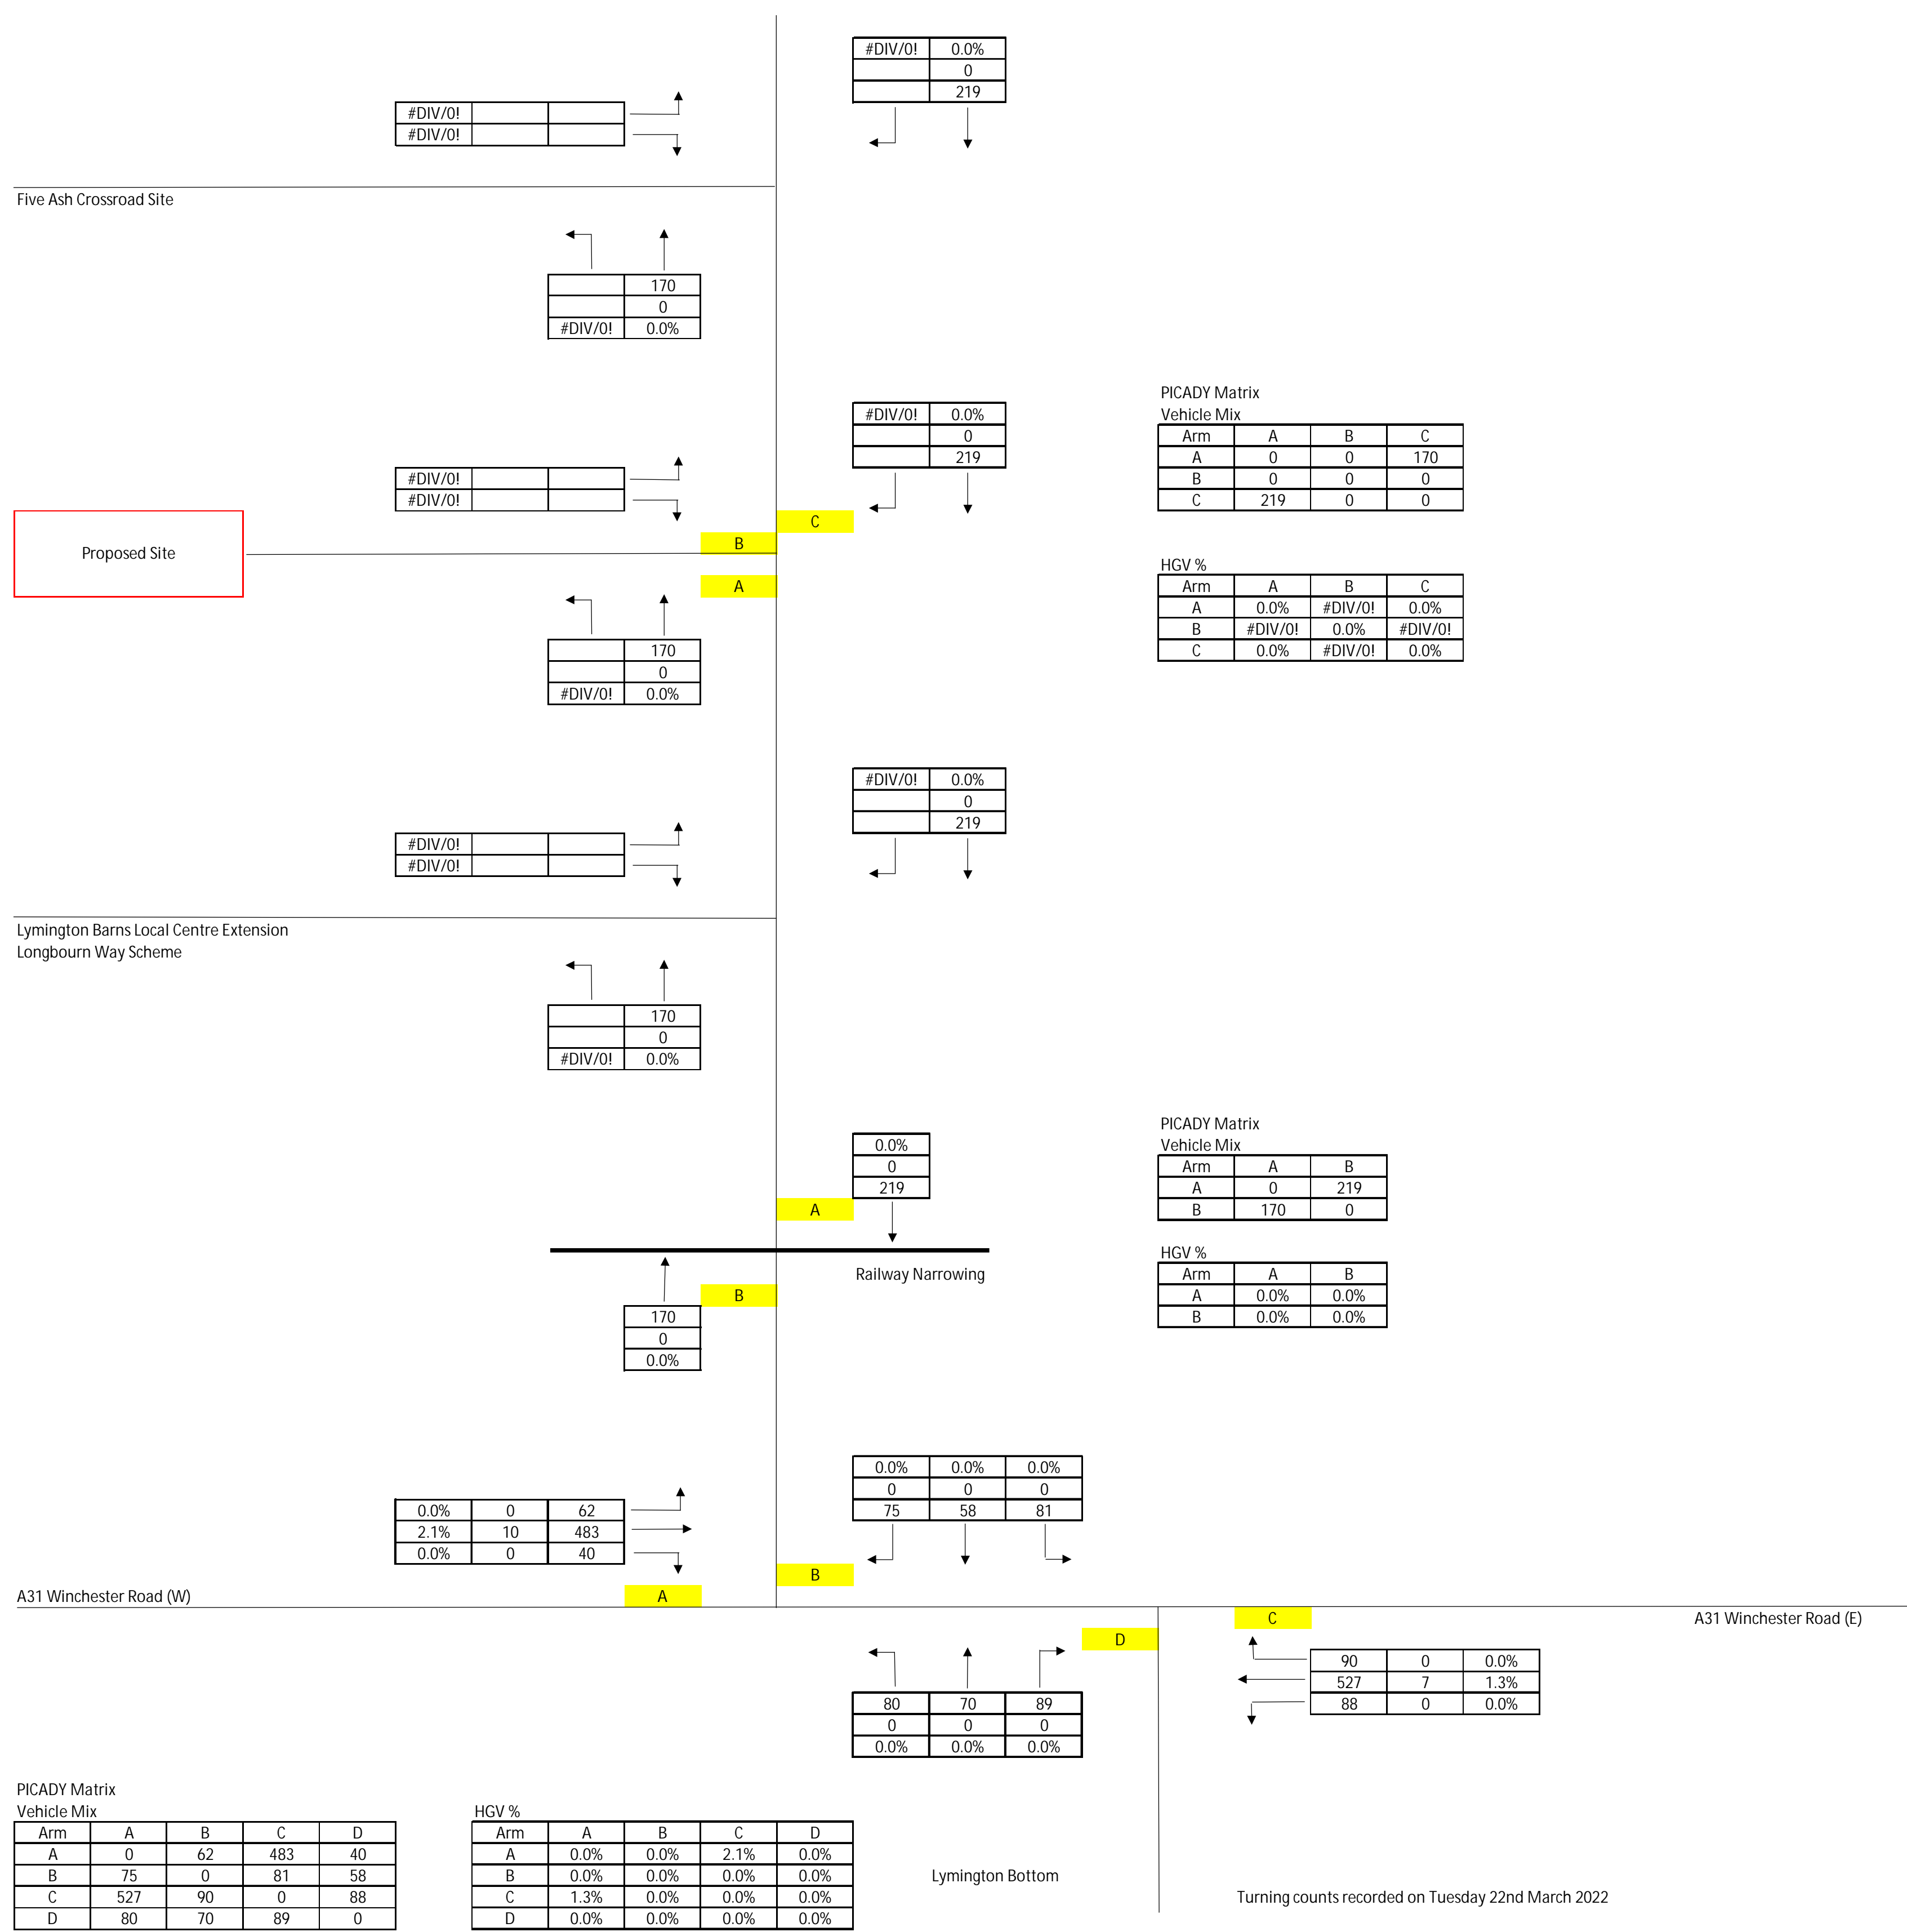 #DIV/0! 0.0%
0
219
#DIV/0!
#DIV/0!
Five Ash Crossroad Site
170
0
#DIV/0! 0.0%
PICADY Matrix
Vehicle Mix
Arm A B C
A 0 0 170
B 0 0 0
C 219 0 0
#DIV/0! 0.0%
0
219
#DIV/0!
#DIV/0!
C
B
Proposed Site
A
HGV %
Arm A B C
A 0.0% #DIV/0! 0.0%
B #DIV/0! 0.0% #DIV/0!
C 0.0% #DIV/0! 0.0%
170
0
#DIV/0! 0.0%
#DIV/0! 0.0%
0
219
#DIV/0!
#DIV/0!
Lymington Barns Local Centre Extension
Longbourn Way Scheme
170
0
#DIV/0! 0.0%
PICADY Matrix
Vehicle Mix
Arm A B
A 0 219
B 170 0
0.0%
0
219
A
HGV %
Arm A B
A 0.0% 0.0%
B 0.0% 0.0%
Railway Narrowing
B
170
0
0.0%
0.0% 0.0% 0.0%
0 0 0
75 58 81
0.0% 0 62
2.1% 10 483
0.0% 0 40
B
A31 Winchester Road (W)
A
C
A31 Winchester Road (E)
D
90 0 0.0%
527 7 1.3%
88 0 0.0%
80 70 89
0 0 0
0.0% 0.0% 0.0%
PICADY Matrix
Vehicle Mix
Arm A B C D
A 0 62 483 40
B 75 0 81 58
C 527 90 0 88
D 80 70 89 0
HGV %
Arm A B C D
A 0.0% 0.0% 2.1% 0.0%
B 0.0% 0.0% 0.0% 0.0%
C 1.3% 0.0% 0.0% 0.0%
D 0.0% 0.0% 0.0% 0.0%
Lymington Bottom
Turning counts recorded on Tuesday 22nd March 2022